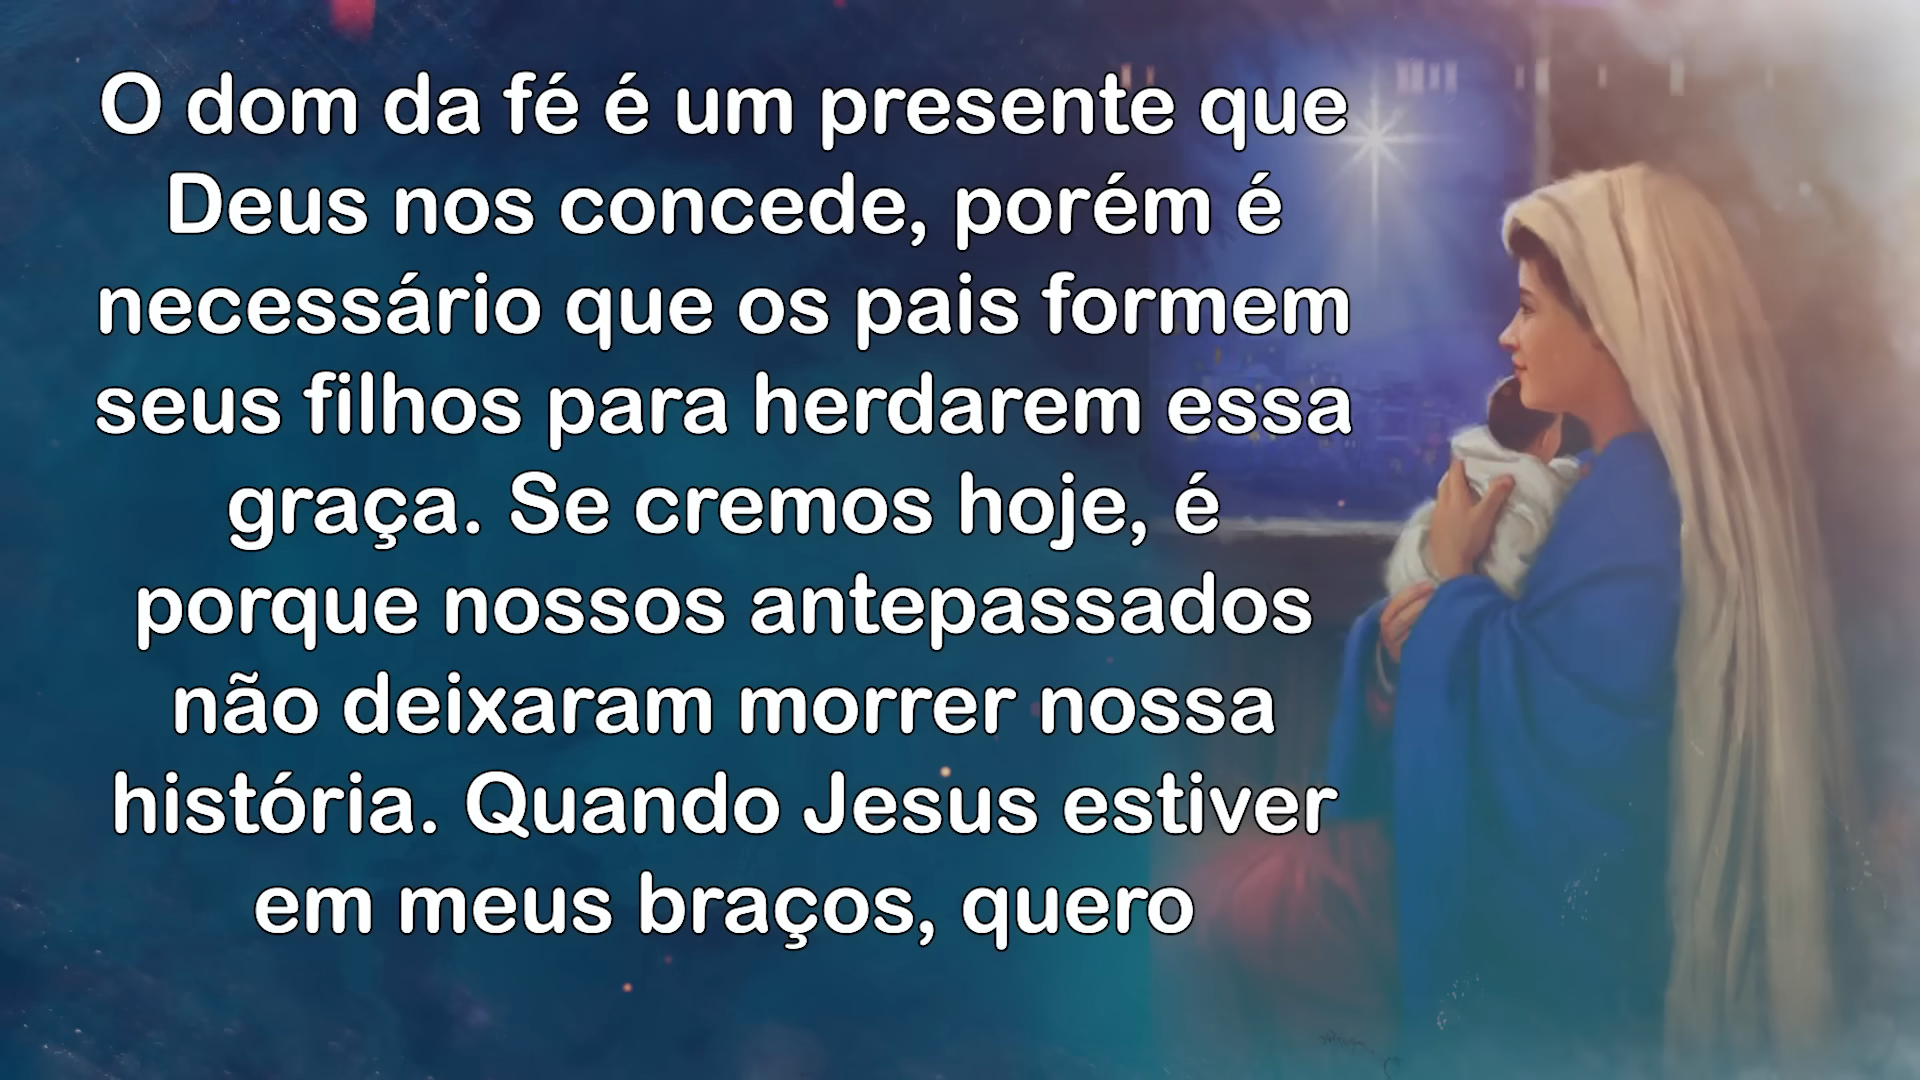 O dom da fé é um presente que
Deus nos concede, porém é
necessário que os pais formem
seus filhos para herdarem essa
graça. Se cremos hoje, é
porque nossos antepassados
não deixaram morrer nossa
história. Quando Jesus estiver
em meus braços, quero